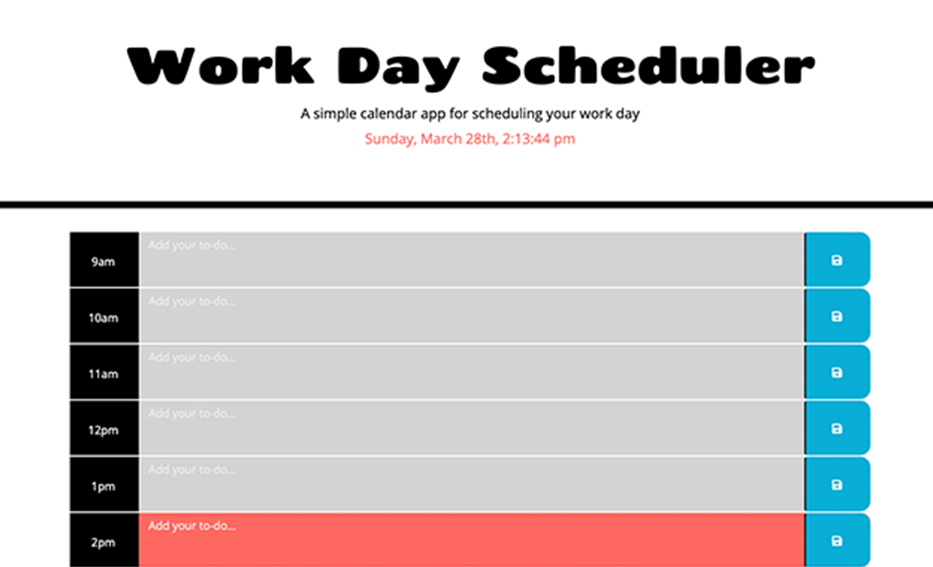 Work Day Scheduler
A simple calendar app for scheduling your work day
Sunday, March 28th, 2:13:44 pm
9am
Add your to-do...
10am
Add your to-do...
11am
Add your to-do...
12pm
Add your to-do...
1pm
Add your to-do...
2pm
Add your to-do...